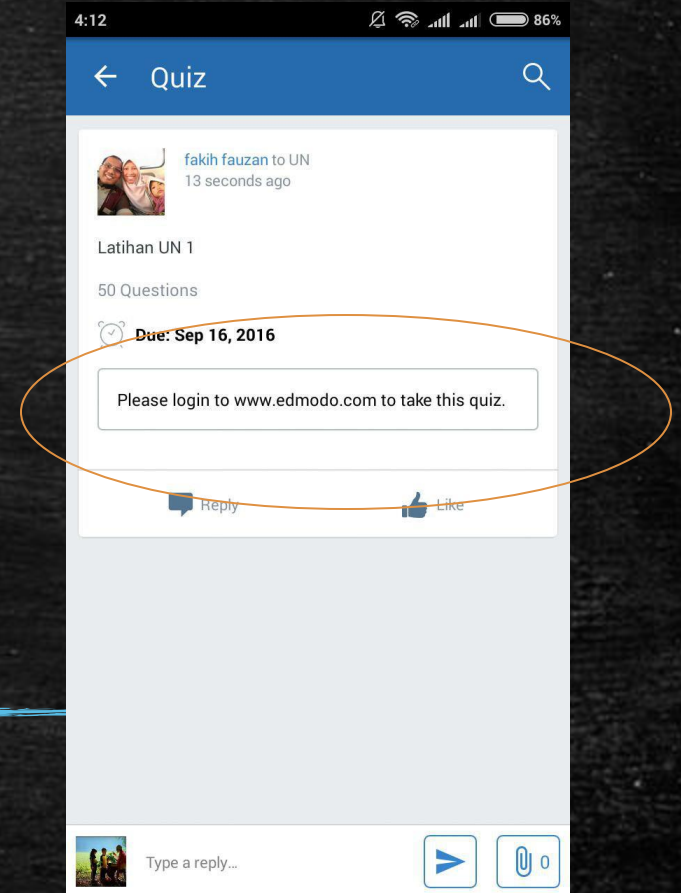 4:12
86%
Quiz
fakih fauzan to UN
13 seconds ago
Latihan UN 1
50 Questions
Due: Sep 16, 2016
Please login to www.edmodo.com to take this quiz.
Reply
Like
Type a reply...
0